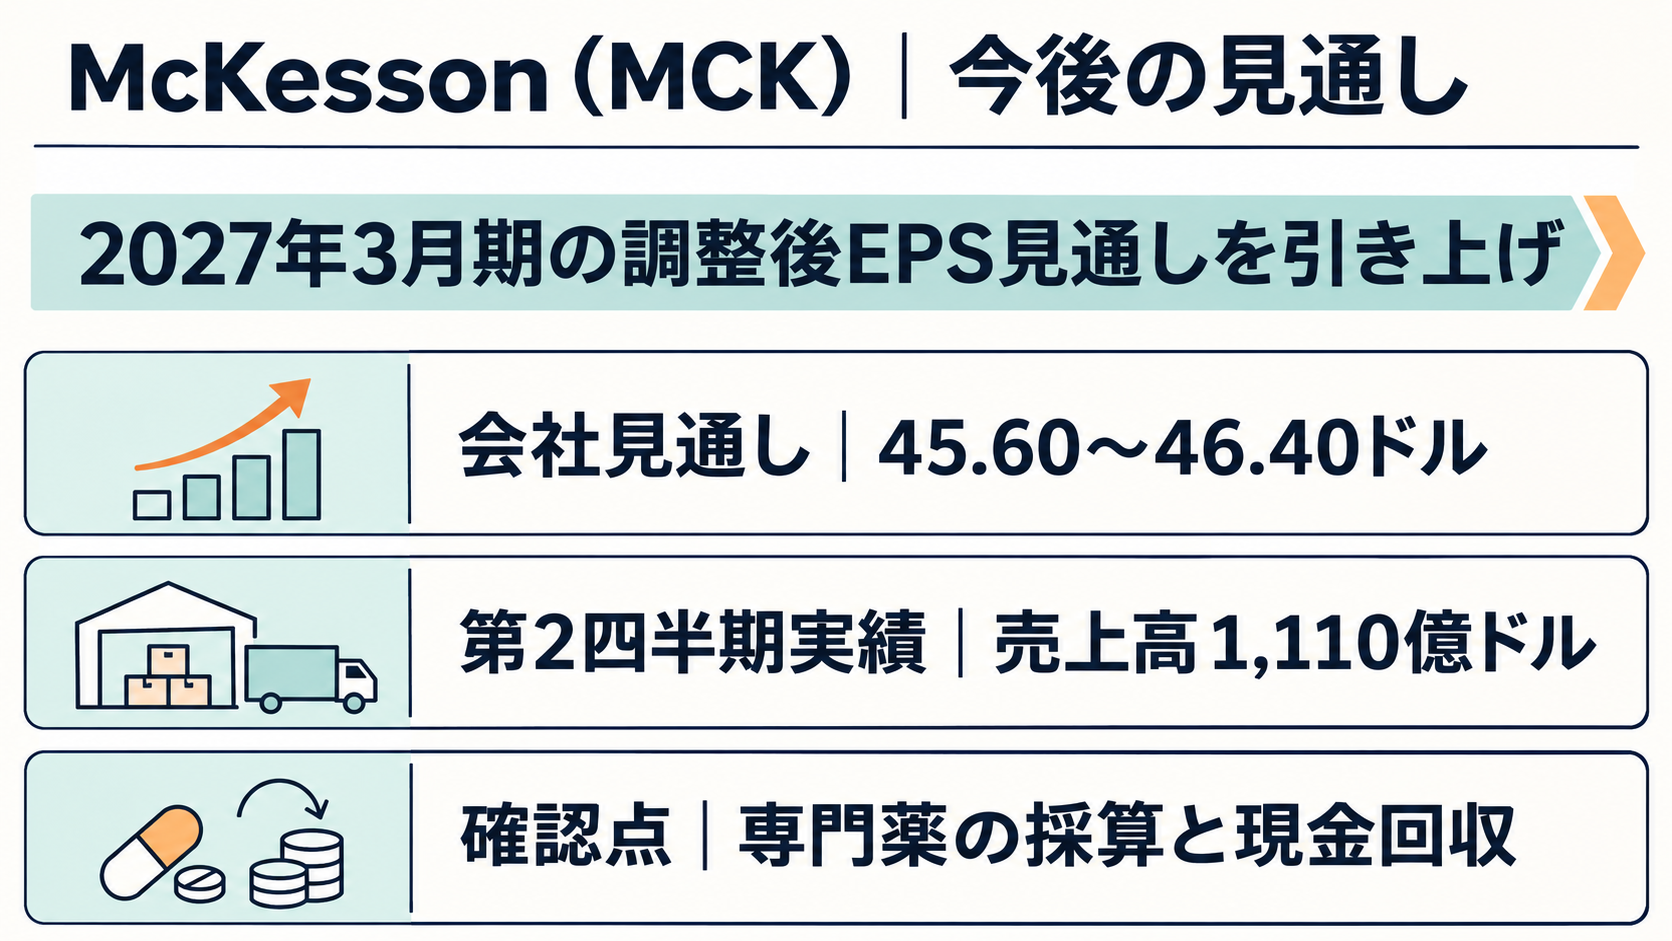 McKesson（MCK）｜今後の見通し
2027年3月期の調整後EPS見通しを引き上げ
会社見通し｜45.60～46.40ドル
第2四半期実績｜売上高1,110億ドル
確認点｜専門薬の採算と現金回収